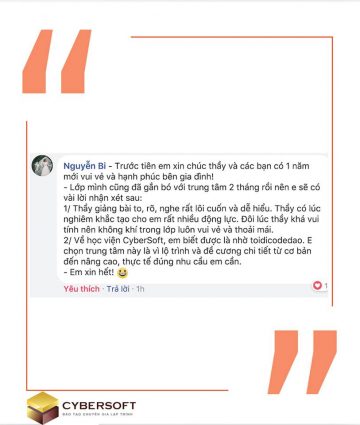 Nguyễn Bi - Trước tiên em xin chúc thầy và các bạn có 1 năm
mới vui vẻ và hạnh phúc bên gia đình!
- Lớp mình cũng đã gắn bó với trung tâm 2 tháng rồi nên e sẽ có
vài lời nhận xét sau:
1/ Thầy giảng bài to, rõ, nghe rất lôi cuốn và dễ hiểu. Thầy có lúc
nghiêm khắc tạo cho em rất nhiều động lực. Đôi lúc thầy khá vui
tính nên không khí trong lớp luôn vui vẻ và thoải mái.
2/ Về học viện CyberSoft, em biết được là nhờ toidicodedao. E
chọn trung tâm này là vì lộ trình và đề cương chi tiết từ cơ bản
đến nâng cao, thực tế đúng nhu cầu em cần.
- Em xin hết!
Yêu thích · Trả lời · 1h
1
CYBERSOFT
ĐÀO TẠO CHUYÊN GIA LẬP TRÌNH